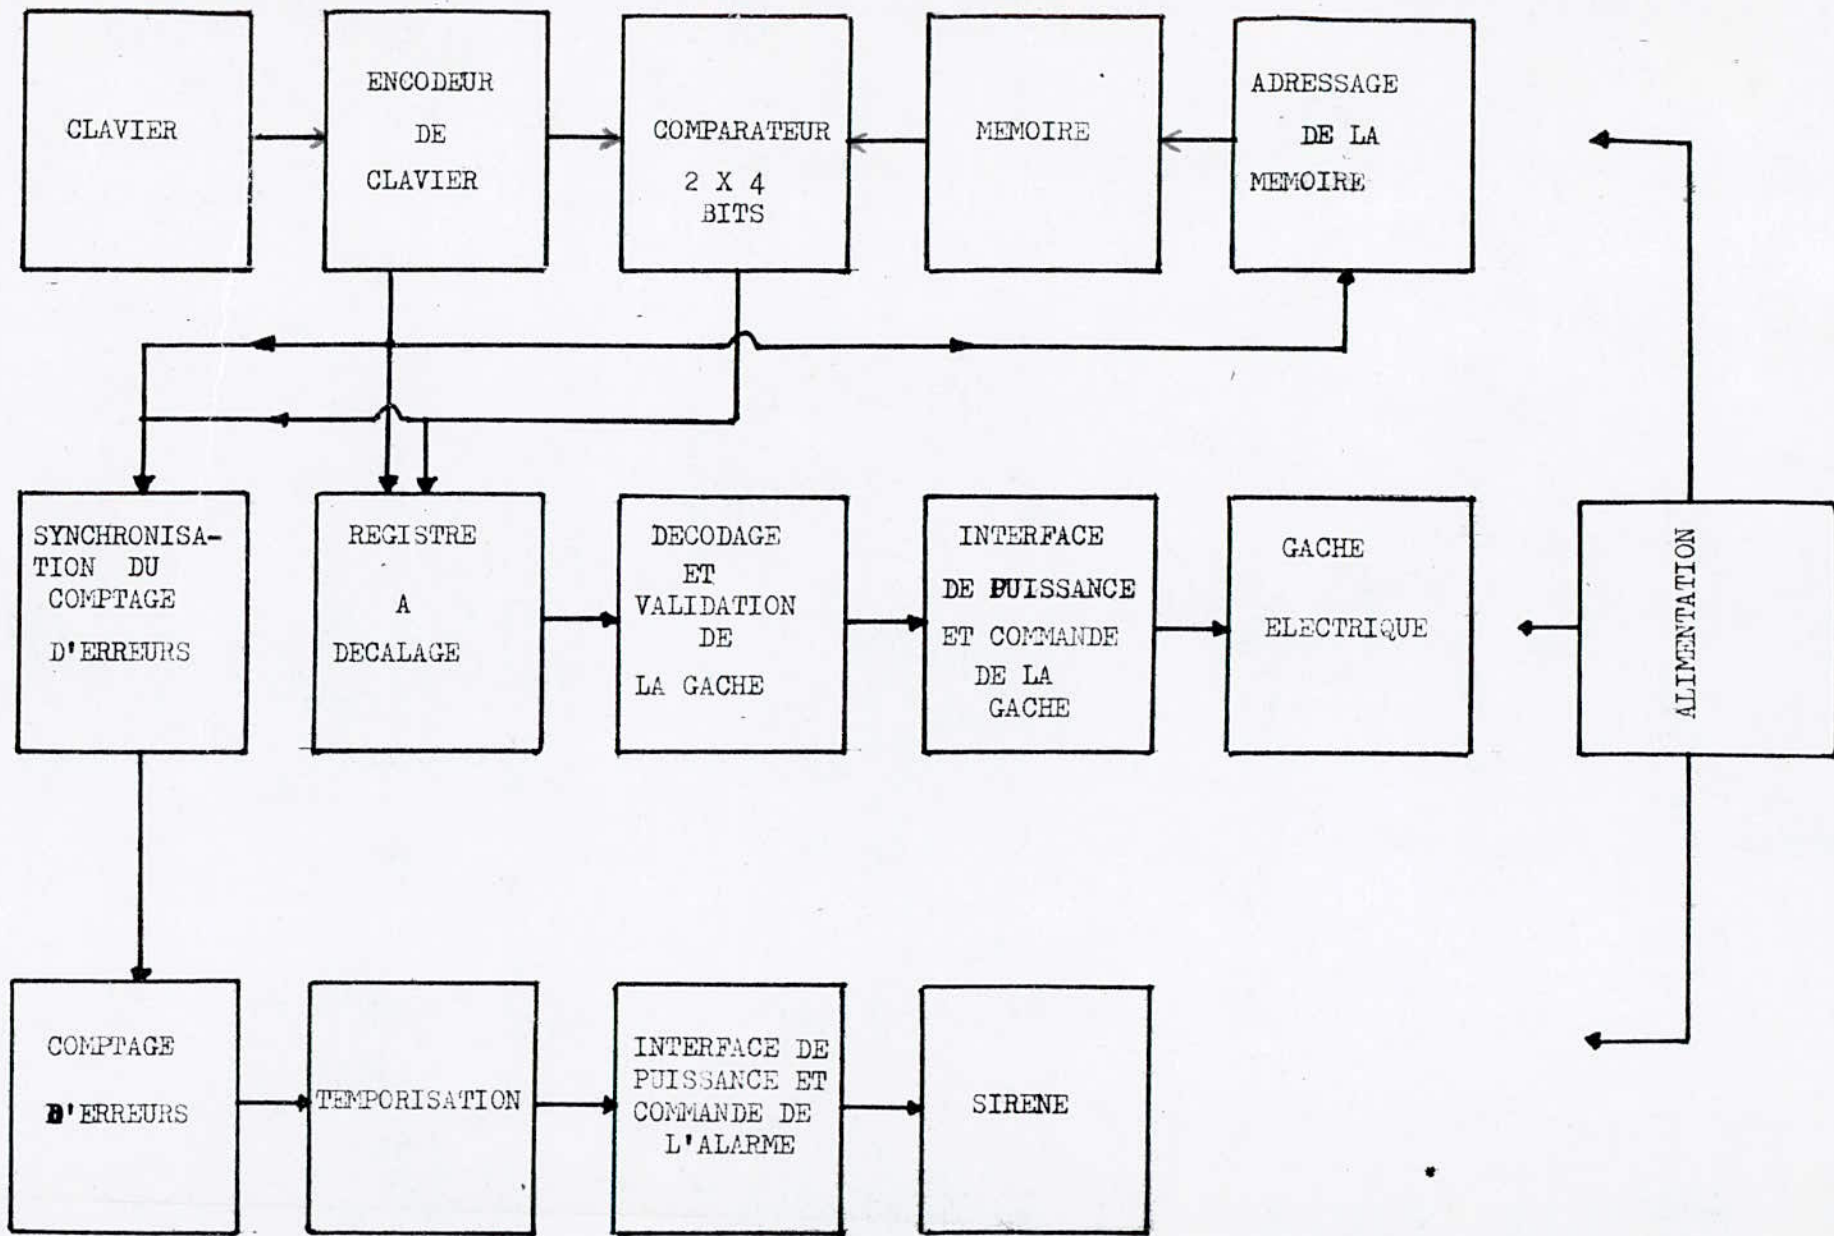 CLAVIER
ENCODEUR
DE
CLAVIER
COMPARATEUR
2 X 4
BITS
MEMOIRE
ADRESSAGE
DE LA
MEMOIRE
SYNCHRONISA-
TION DU
COMPTAGE
D'ERREURS
REGISTRE
A
DECALAGE
DECODAGE
ET
VALIDATION
DE
LA GACHE
INTERFACE
DE PUISSANCE
ET COMMANDE
DE LA
GACHE
GACHE
ELECTRIQUE
ALIMENTATION
COMPTAGE
D'ERREURS
TEMPORISATION
INTERFACE DE
PUISSANCE ET
COMMANDE DE
L'ALARME
SIRENE